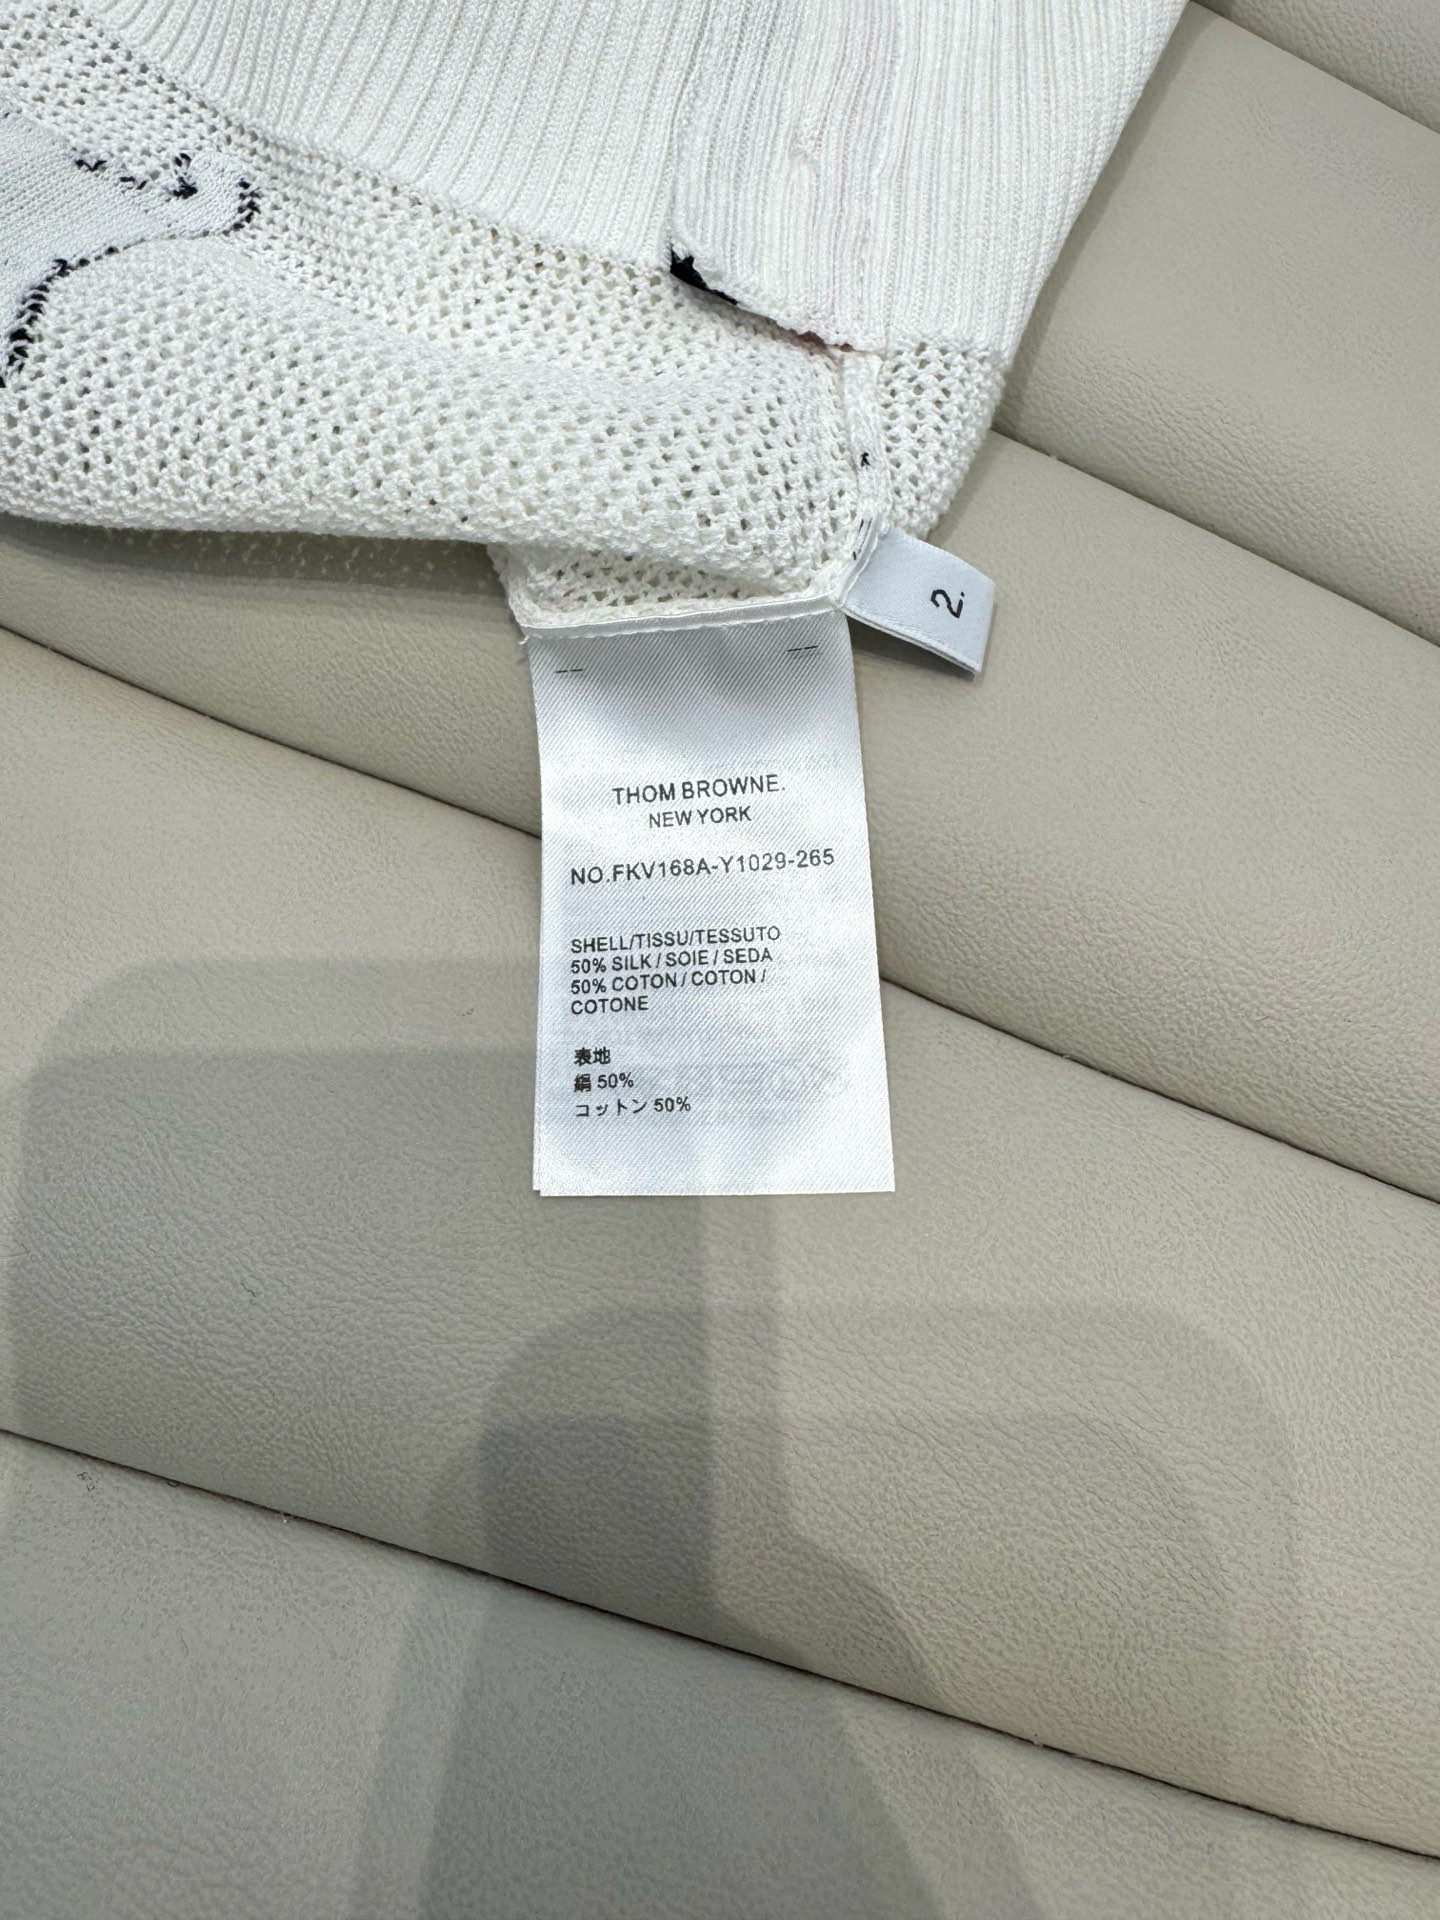 2.
THOM BROWNE.
NEW YORK
NO.FKV168A-Y1029-265
SHELL/TISSU/TESSUTO
50% SILK / SOIE / SEDA
50% COTON / COTON /
COTONE
表地
絹 50%
コットン 50%